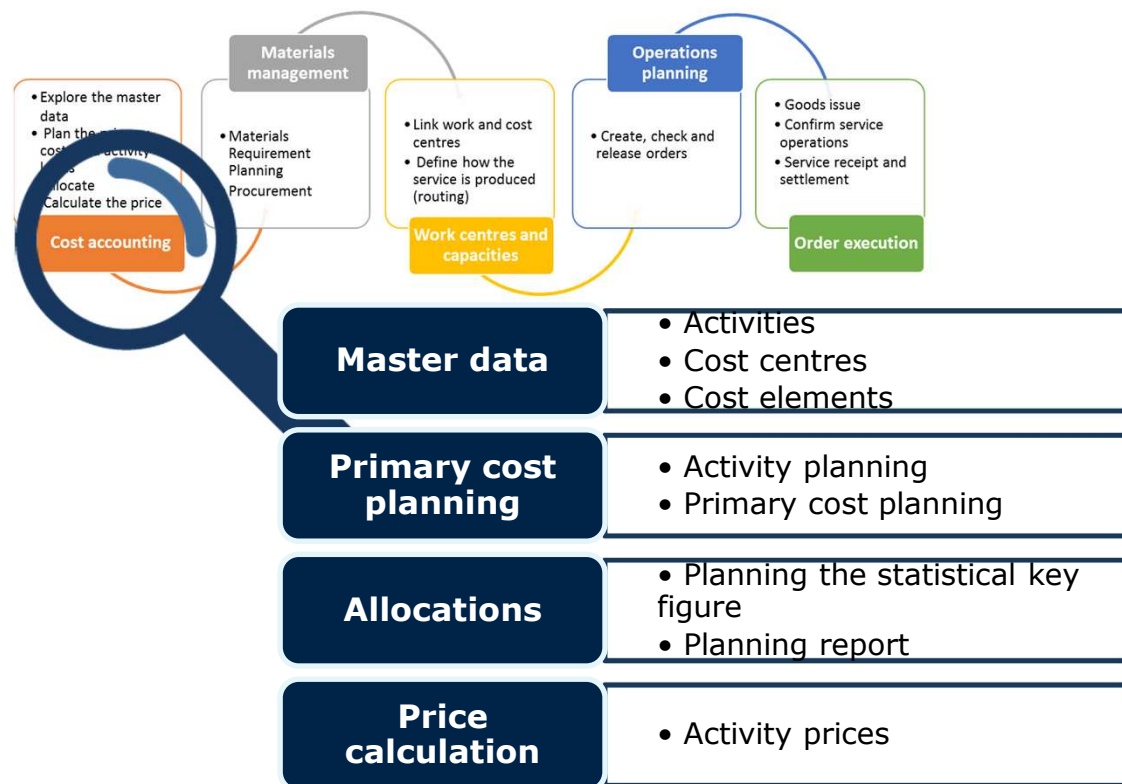 Materials
management
Operations
planning
• Explore the master
data
• Plan the
cost activity
Calculate the price
Cost accounting
• Materials
Requirement
Planning
Procurement
• Link work and cost
centres
• Define how the
service is produced
(routing)
Work centres and
capacities
• Create, check and
release orders
• Goods issue
• Confirm service
operations
• Service receipt and
settlement
Order execution
Master data
• Activities
• Cost centres
• Cost elements
Primary cost
planning
• Activity planning
• Primary cost planning
Allocations
• Planning the statistical key
figure
• Planning report
Price
calculation
• Activity prices